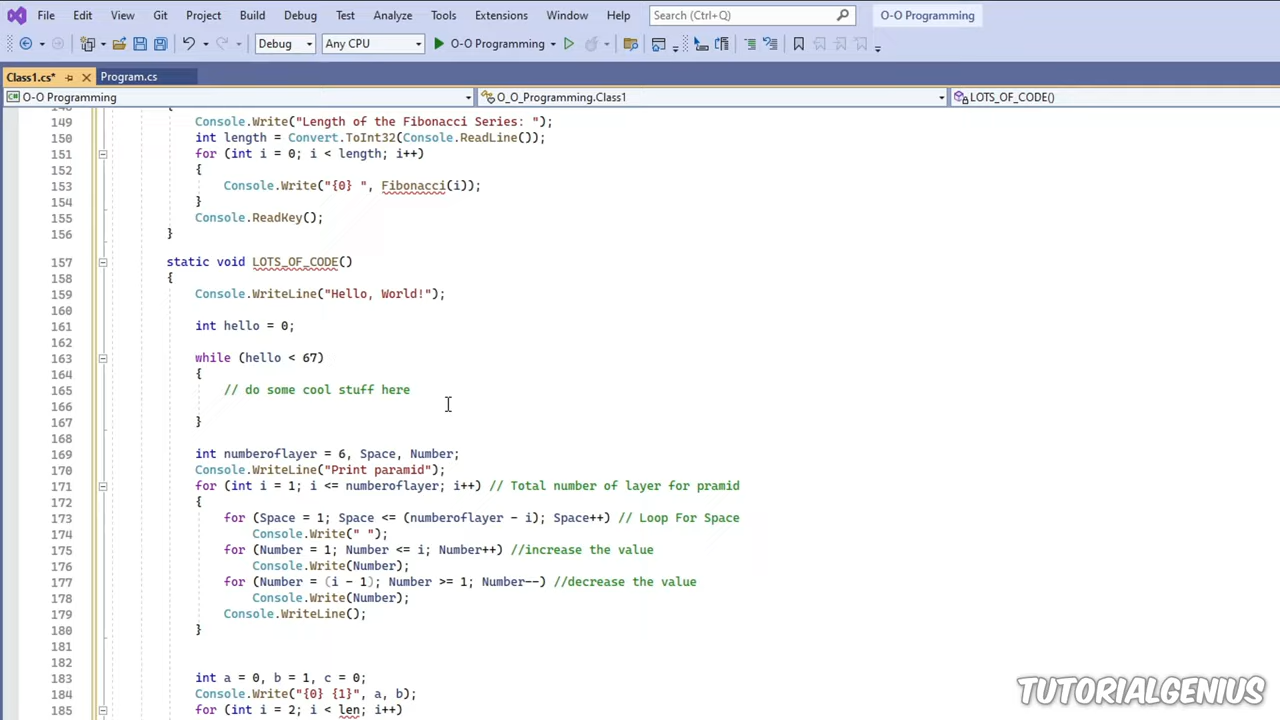 File Edit View Git Project Build Debug Test Analyze Tools Extensions Window Help Search (Ctrl+Q) O-O Programming
Debug Any CPU O-O Programming
Class1.cs* Program.cs
O-O Programming O_O_Programming.Class1 LOTS_OF_CODE()
149 Console.Write("Length of the Fibonacci Series: ");
150 int length = Convert.ToInt32(Console.ReadLine());
151 for (int i = 0; i < length; i++)
152 {
153 Console.Write("{0} ", Fibonacci(i));
154 }
155 Console.ReadKey();
156 }
157 static void LOTS_OF_CODE()
158 {
159 Console.WriteLine("Hello, World!");
160
161 int hello = 0;
162
163 while (hello < 67)
164 {
165 // do some cool stuff here
166
167 }
168
169 int numberoflayer = 6, Space, Number;
170 Console.WriteLine("Print paramid");
171 for (int i = 1; i <= numberoflayer; i++) // Total number of layer for pramid
172 {
173 for (Space = 1; Space <= (numberoflayer - i); Space++) // Loop For Space
174 Console.Write(" ");
175 for (Number = 1; Number <= i; Number++) //increase the value
176 Console.Write(Number);
177 for (Number = (i - 1); Number >= 1; Number--) //decrease the value
178 Console.Write(Number);
179 Console.WriteLine();
180 }
181
182
183 int a = 0, b = 1, c = 0;
184 Console.Write("{0} {1}", a, b);
185 for (int i = 2; i < len; i++)
TUTORIALGENIUS